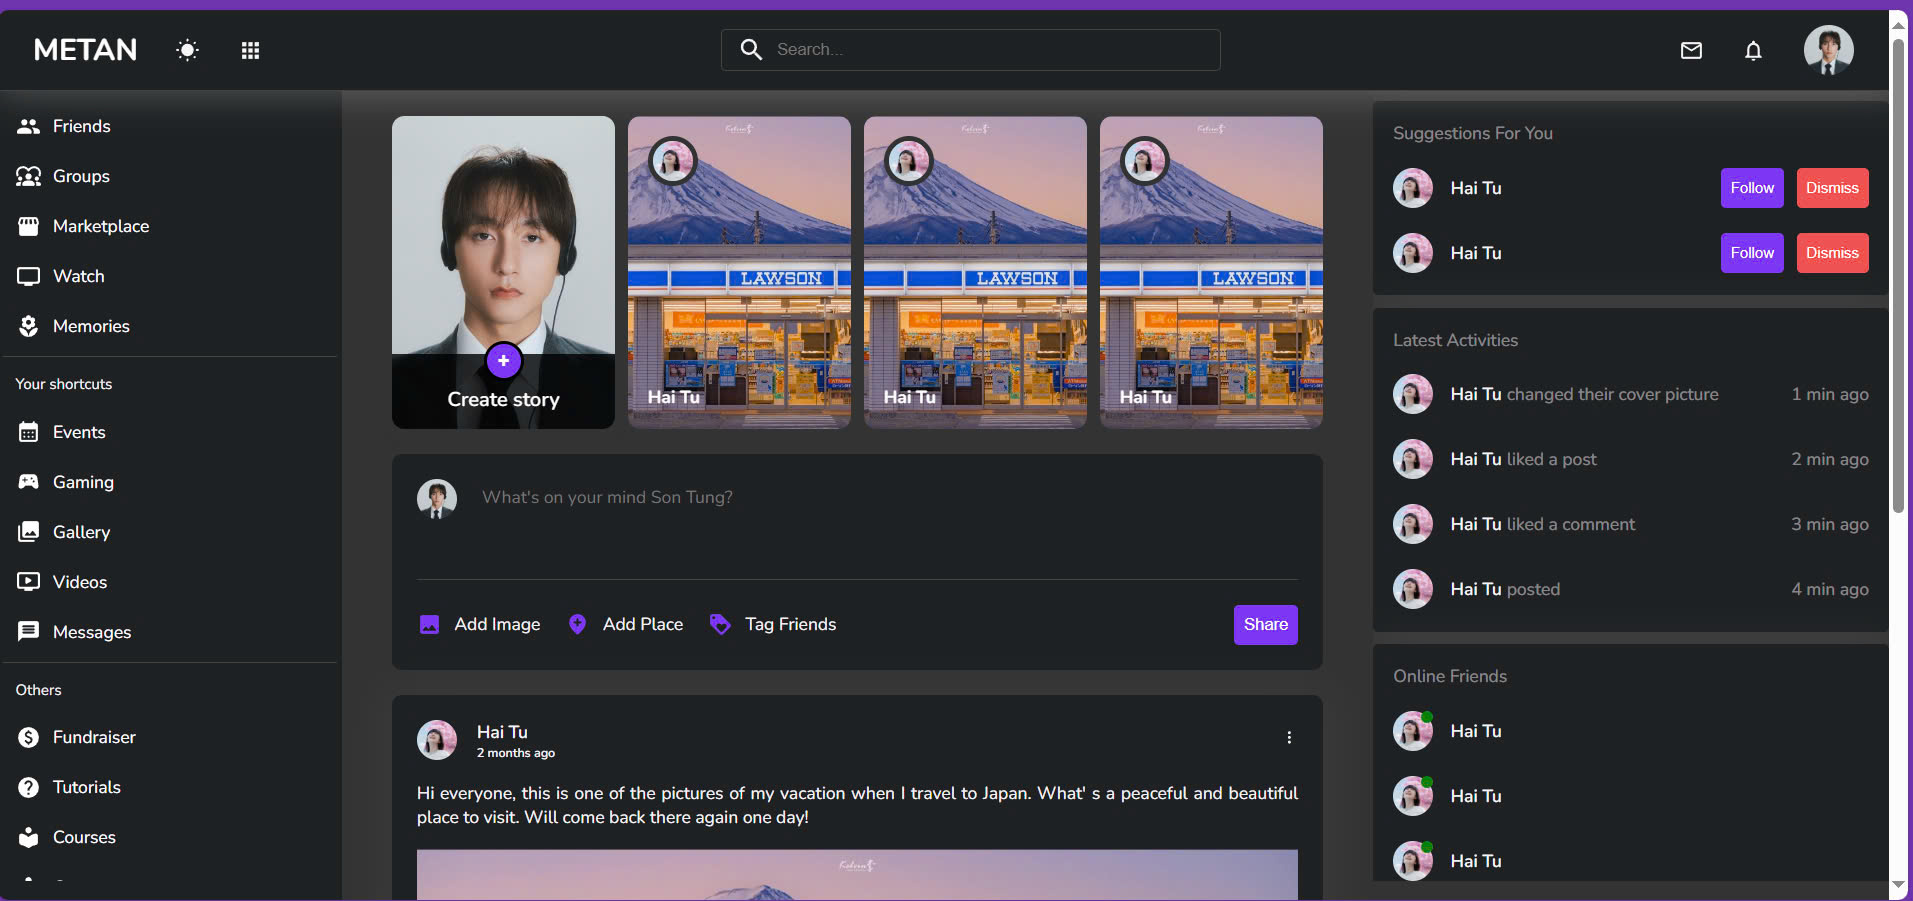 METAN
Search...
Friends
Groups
Marketplace
Watch
Memories
Your shortcuts
Events
Gaming
Gallery
Videos
Messages
Others
Fundraiser
Tutorials
Courses
Create story
LAWSON
Hai Tu
LAWSON
Hai Tu
LAWSON
Hai Tu
What's on your mind Son Tung?
Add Image
Add Place
Tag Friends
Share
Hai Tu
2 months ago
Hi everyone, this is one of the pictures of my vacation when I travel to Japan. What' s a peaceful and beautiful
place to visit. Will come back there again one day!
Suggestions For You
Hai Tu
Follow
Dismiss
Hai Tu
Follow
Dismiss
Latest Activities
Hai Tu changed their cover picture
1 min ago
Hai Tu liked a post
2 min ago
Hai Tu liked a comment
3 min ago
Hai Tu posted
4 min ago
Online Friends
Hai Tu
Hai Tu
Hai Tu